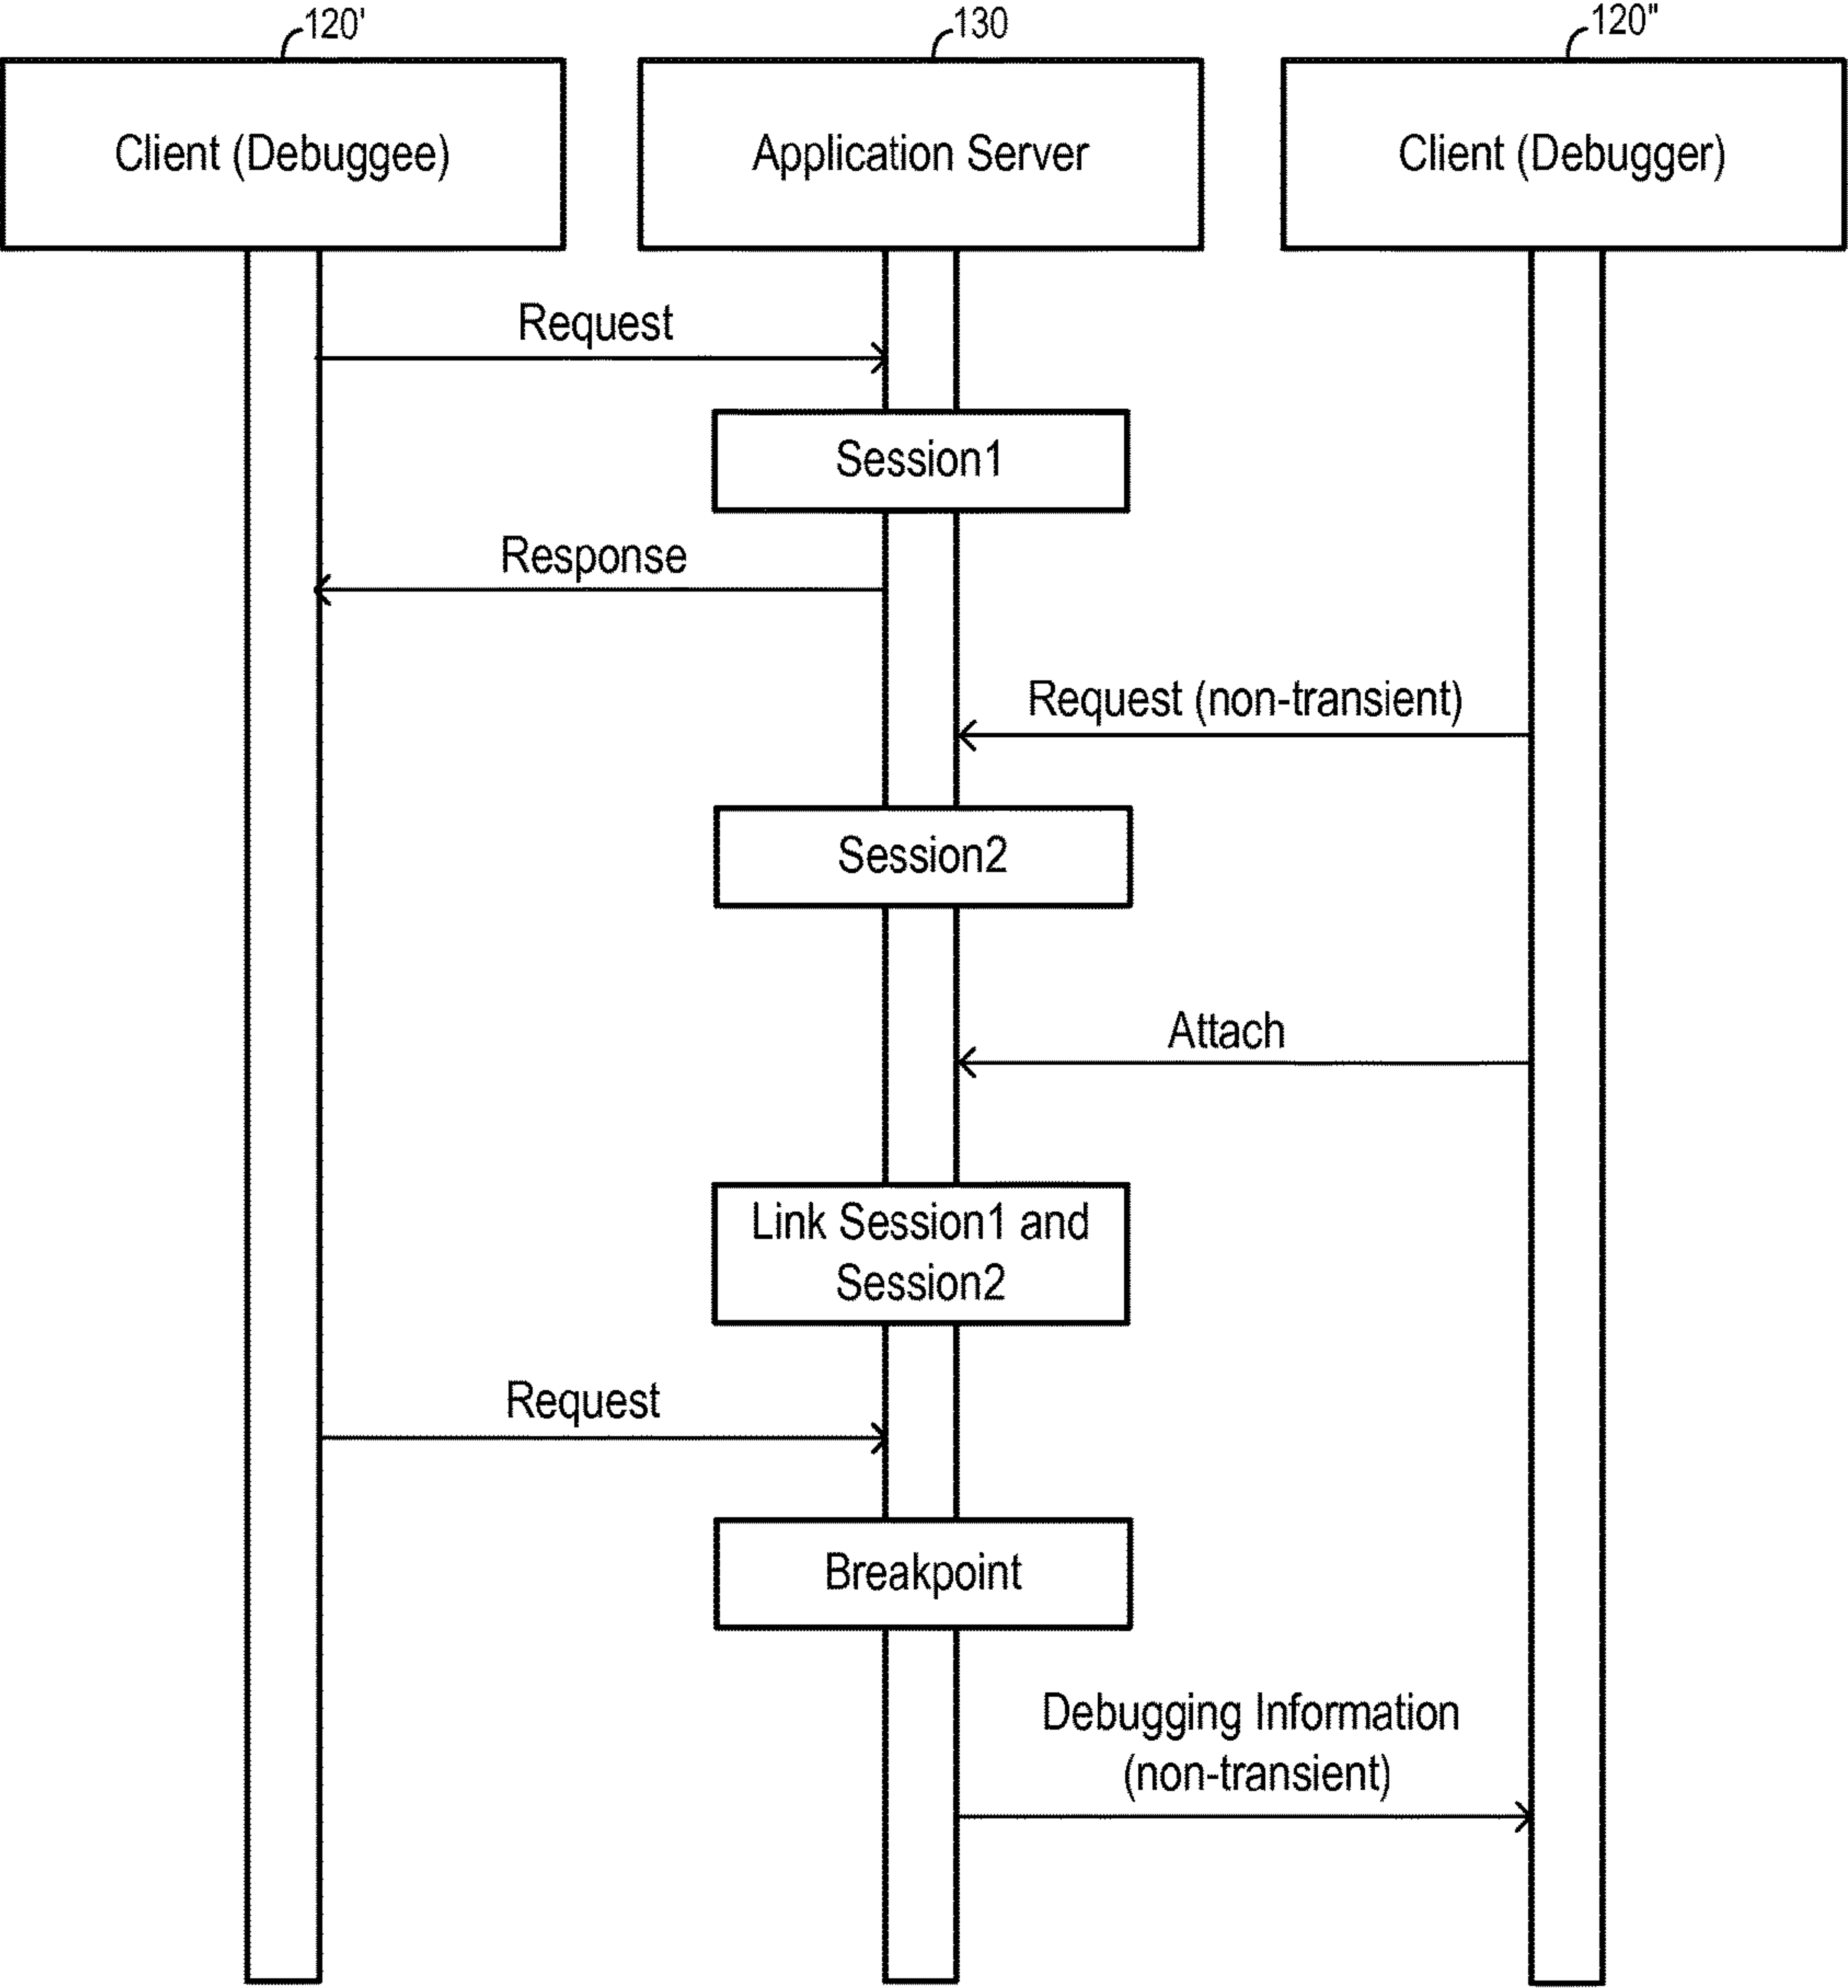 120'
130
120"
Client (Debuggee)
Application Server
Client (Debugger)
Request
Session1
Response
Request (non-transient)
Session2
Attach
Link Session1 and
Session2
Request
Breakpoint
Debugging Information
(non-transient)